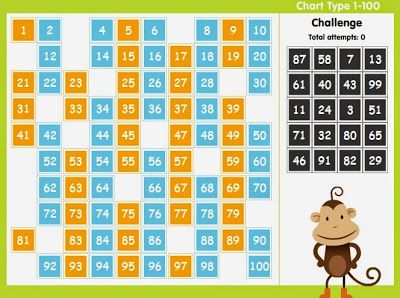 Chart Type 1-100
Challenge
Total attempts: 0
1 2 4 5 6 8 9 10
12 14 15 16 17 18 19 20
21 22 23 25 26 27 28 30
31 33 34 35 36 37 38 39
41 42 44 45 47 48 49 50
52 53 54 55 56 57 59 60
62 63 64 66 67 68 69 70
72 73 74 75 76 77 78 79
81 83 84 85 86 88 89 90
92 93 94 95 96 97 98 100
87 58 7 13
61 40 43 99
11 24 3 51
71 32 80 65
46 91 82 29